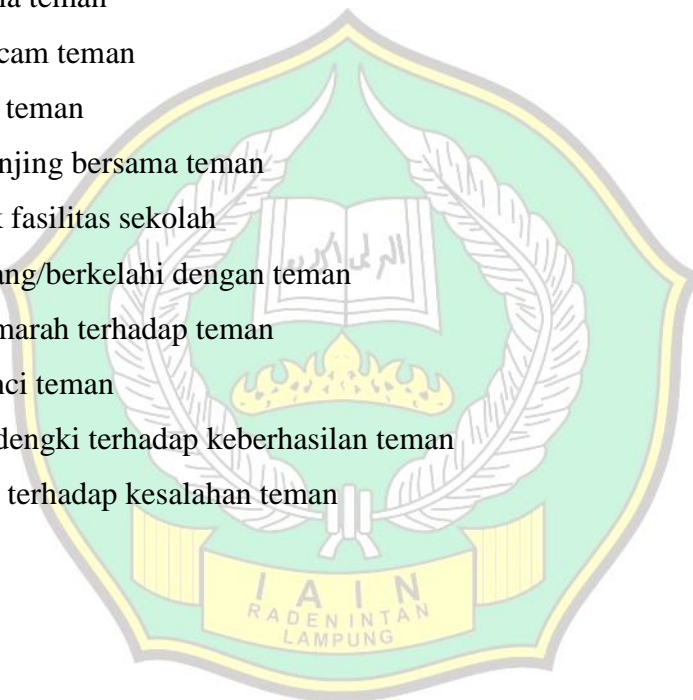 teman
cam teman
teman
njing bersama teman
fasilitas sekolah
ang/berkelahi dengan teman
marah terhadap teman
nci teman
dengki terhadap keberhasilan teman
terhadap kesalahan teman
IAIN
RADEN INTAN
LAMPUNG